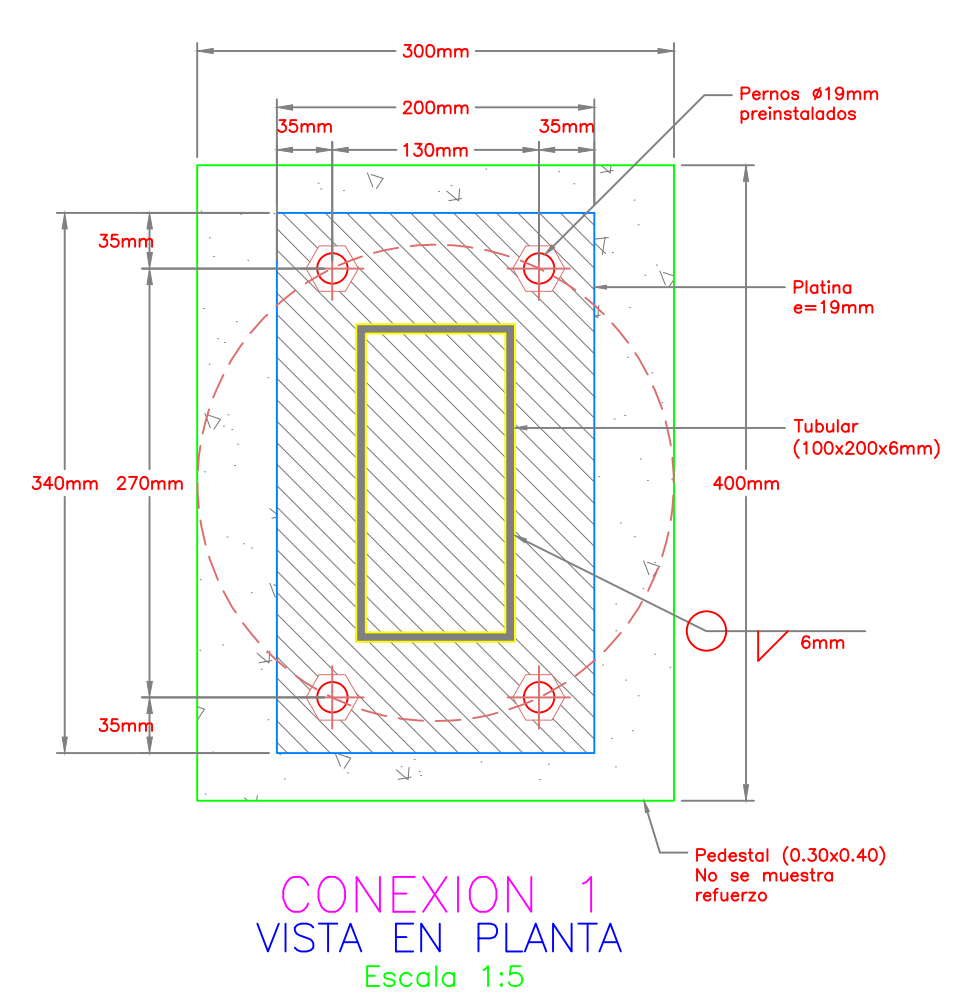 300mm
Pernos ø19mm
preinstalados
200mm
35mm
35mm
130mm
35mm
Platina
e=19mm
Tubular
(100x200x6mm)
340mm
270mm
400mm
6mm
35mm
Pedestal (0.30x0.40)
No se muestra
refuerzo
CONEXION 1
VISTA EN PLANTA
Escala 1:5